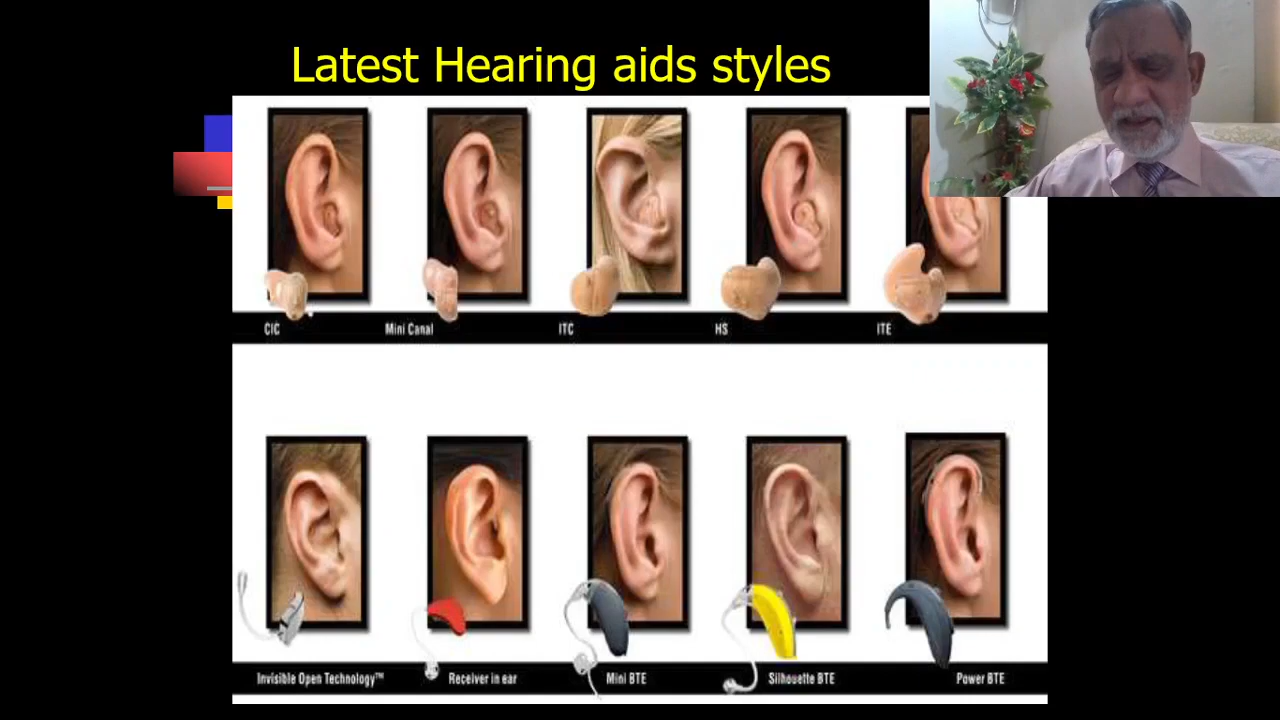 Latest Hearing aids styles
CIC Mini Canal ITC HS ITE
Invisible Open Technology™ Receiver in ear Mini BTE Silhouette BTE Power BTE